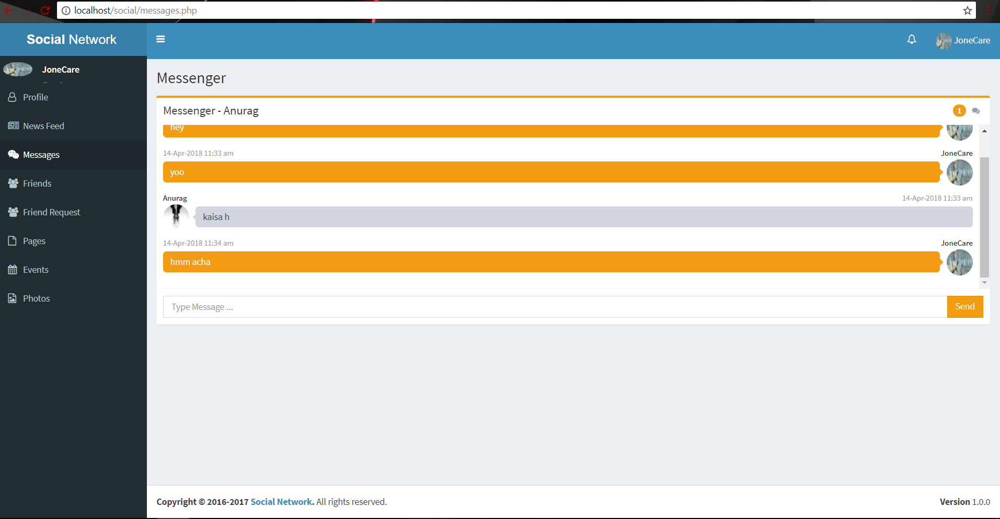 localhost/social/messages.php
Social Network
JoneCare
JoneCare
Profile
News Feed
Messages
Friends
Friend Request
Pages
Events
Photos
Messenger
Messenger - Anurag
1
hey
14-Apr-2018 11:33 am
JoneCare
yoo
Anurag
14-Apr-2018 11:33 am
kaisa h
14-Apr-2018 11:34 am
JoneCare
hmm acha
Type Message ...
Send
Copyright © 2016-2017 Social Network. All rights reserved.
Version 1.0.0